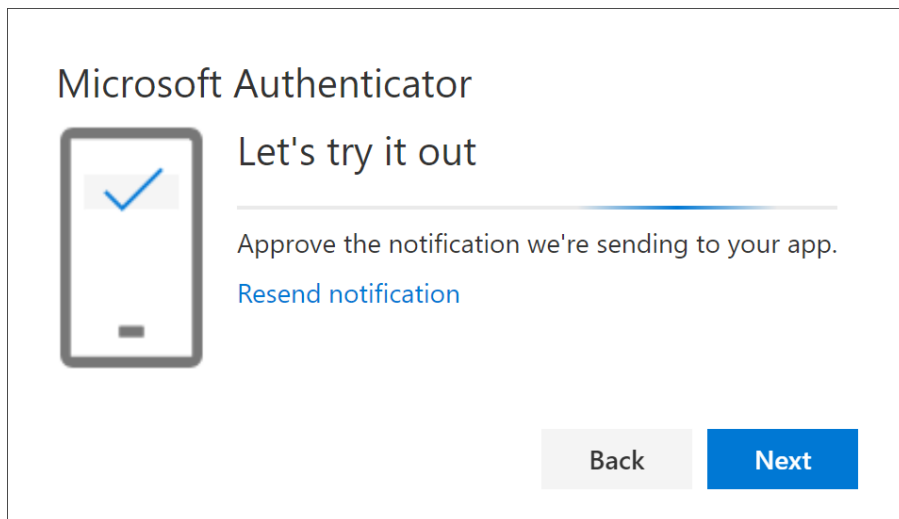 Microsoft Authenticator
Let's try it out
Approve the notification we're sending to your app.
Resend notification
Back
Next